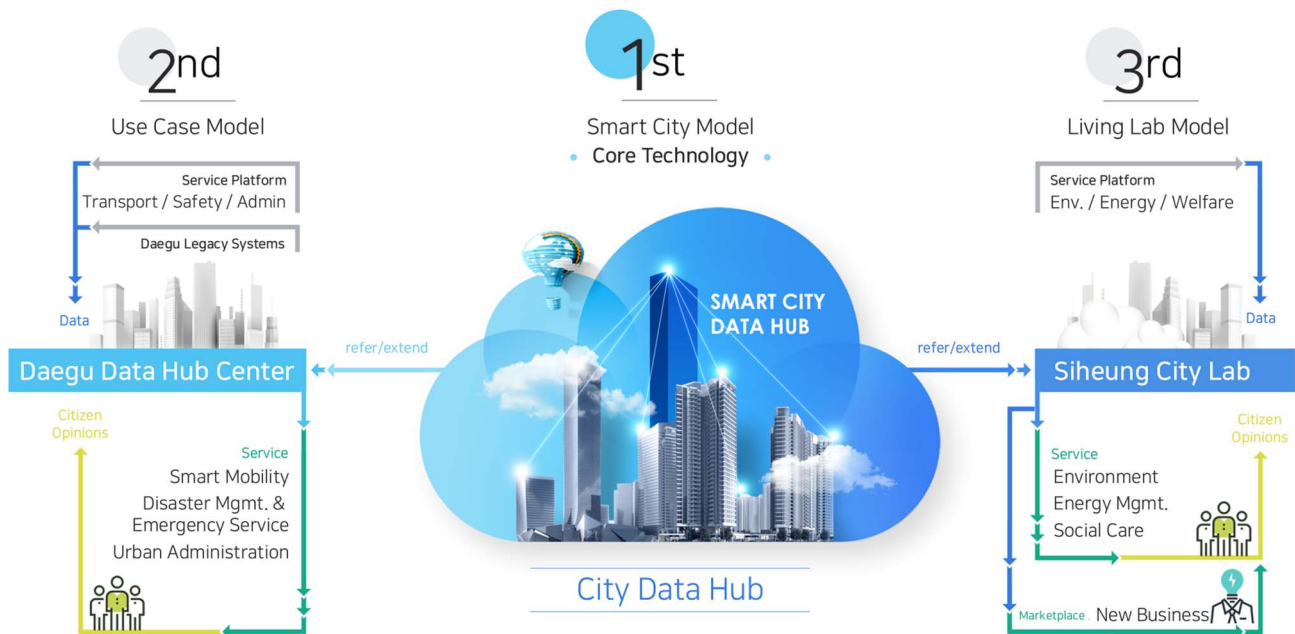 2nd
Use Case Model
Service Platform
Transport / Safety / Admin
Daegu Legacy Systems
Data
Daegu Data Hub Center
Citizen
Opinions
Service
Smart Mobility
Disaster Mgmt. &
Emergency Service
Urban Administration
1st
Smart City Model
• Core Technology •
SMART CITY
DATA HUB
refer/extend
refer/extend
City Data Hub
3rd
Living Lab Model
Service Platform
Env. / Energy / Welfare
Data
Siheung City Lab
Citizen
Opinions
Service
Environment
Energy Mgmt.
Social Care
Marketplace . New Business